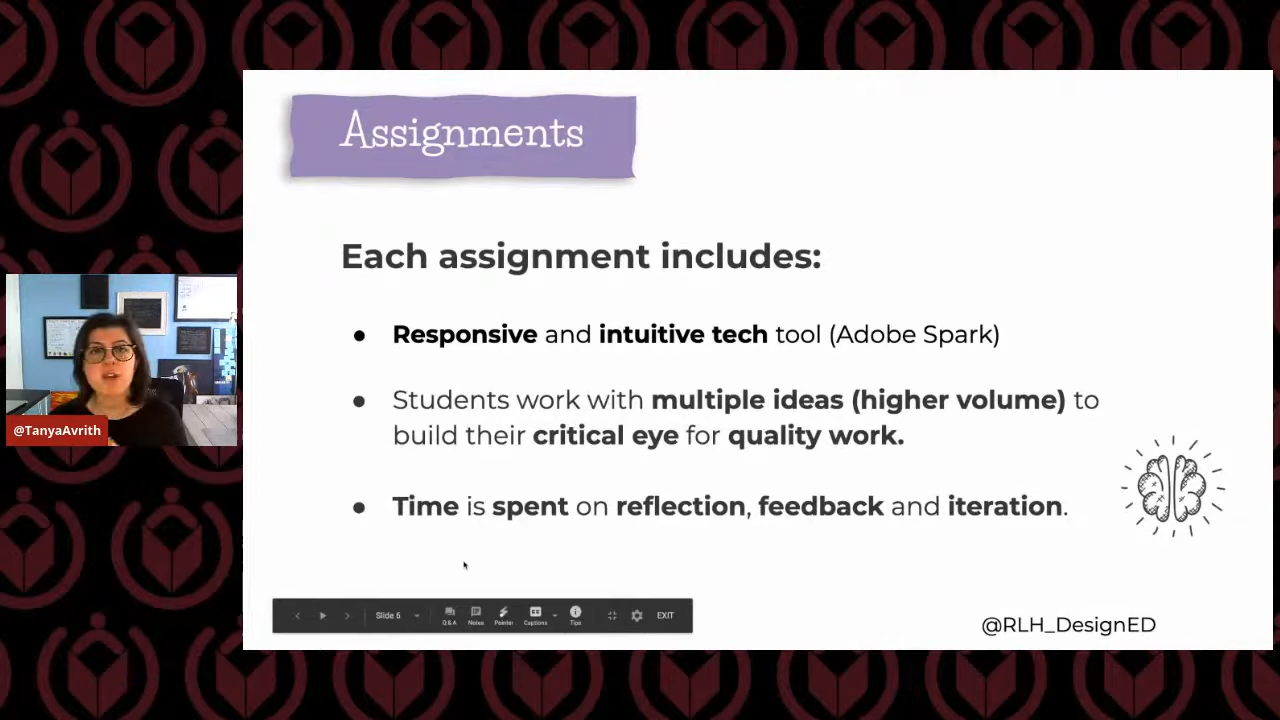 Assignments
Each assignment includes:
● Responsive and intuitive tech tool (Adobe Spark)
● Students work with multiple ideas (higher volume) to
build their critical eye for quality work.
● Time is spent on reflection, feedback and iteration.
@TanyaAvrith
Slide 6
Q&A Notes Pointer Captions Tips EXIT
@RLH_DesignED